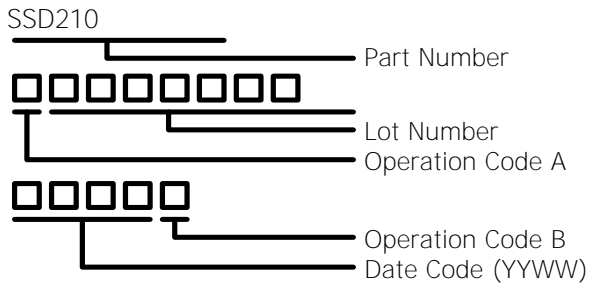 SSD210
Part Number
Lot Number
Operation Code A
Operation Code B
Date Code (YYWW)